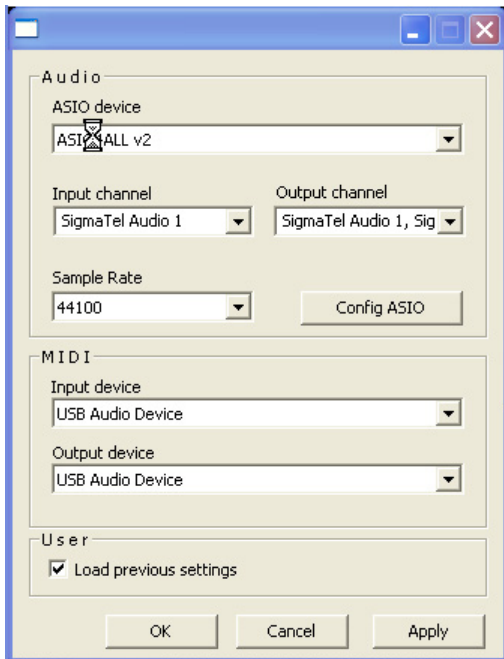 Audio
ASIO device
ALL v2
Input channel
Output channel
SigmaTel Audio 1
SigmaTel Audio 1, Sig
Sample Rate
44100
Config ASIO
MIDI
Input device
USB Audio Device
Output device
USB Audio Device
User
Load previous settings
OK
Cancel
Apply